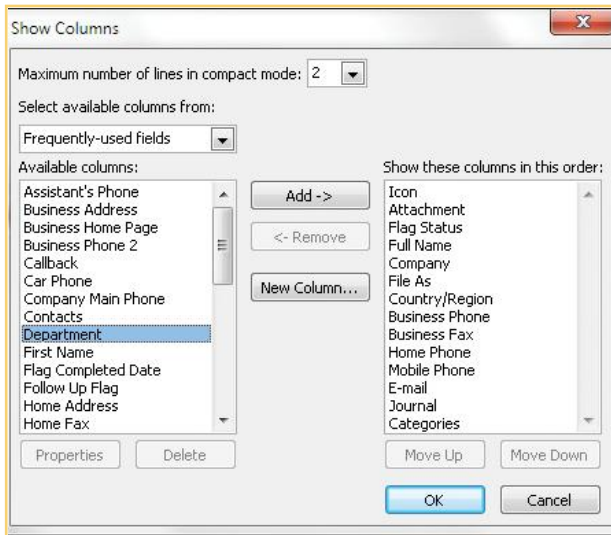 Show Columns
Maximum number of lines in compact mode: 2
Select available columns from:
Frequently-used fields
Available columns:
Assistant's Phone
Business Address
Business Home Page
Business Phone 2
Callback
Car Phone
Company Main Phone
Contacts
Department
First Name
Flag Completed Date
Follow Up Flag
Home Address
Home Fax
Properties
Delete
Add ->
<- Remove
New Column...
Show these columns in this order:
Icon
Attachment
Flag Status
Full Name
Company
File As
Country/Region
Business Phone
Business Fax
Home Phone
Mobile Phone
E-mail
Journal
Categories
Move Up
Move Down
OK
Cancel